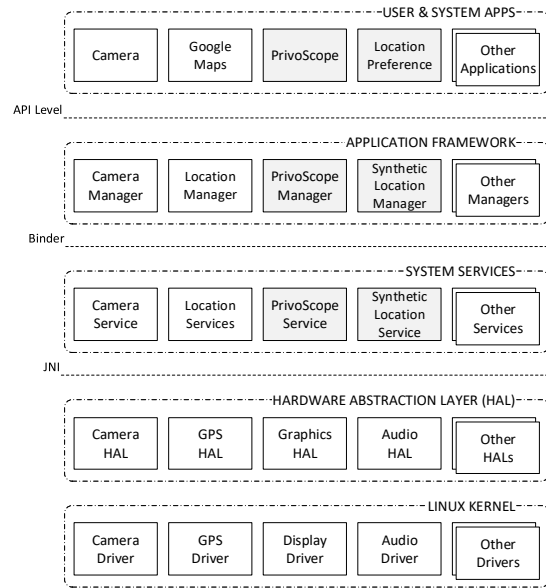 USER & SYSTEM APPS
Camera
Google
Maps
PrivoScope
Location
Preference
Other
Applications
API Level
APPLICATION FRAMEWORK
Camera
Manager
Location
Manager
PrivoScope
Manager
Synthetic
Location
Manager
Other
Managers
Binder
SYSTEM SERVICES
Camera
Service
Location
Services
PrivoScope
Service
Synthetic
Location
Service
Other
Services
JNI
HARDWARE ABSTRACTION LAYER (HAL)
Camera
HAL
GPS
HAL
Graphics
HAL
Audio
HAL
Other
HALs
LINUX KERNEL
Camera
Driver
GPS
Driver
Display
Driver
Audio
Driver
Other
Drivers